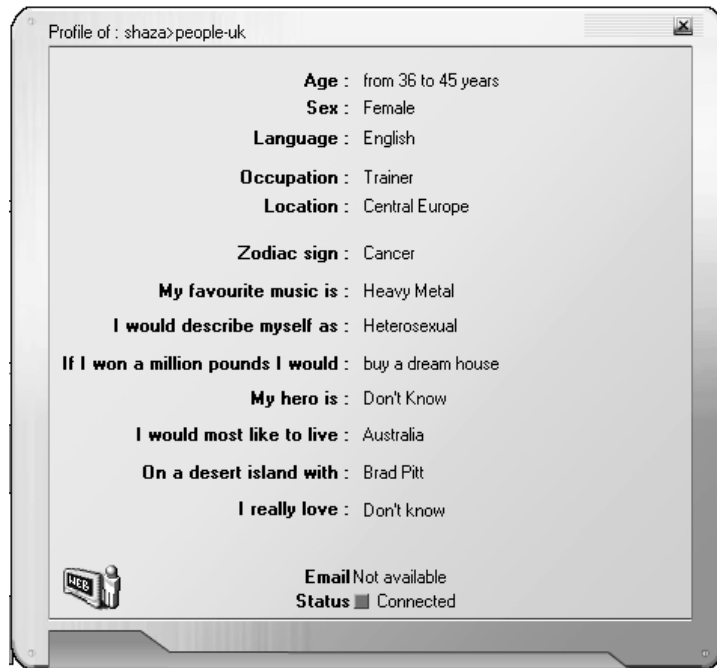 Profile of : shaza>people-uk
Age : from 36 to 45 years
Sex : Female
Language : English
Occupation : Trainer
Location : Central Europe
Zodiac sign : Cancer
My favourite music is : Heavy Metal
I would describe myself as : Heterosexual
If I won a million pounds I would : buy a dream house
My hero is : Don't Know
I would most like to live : Australia
On a desert island with : Brad Pitt
I really love : Don't know
WEB
Email Not available
Status Connected